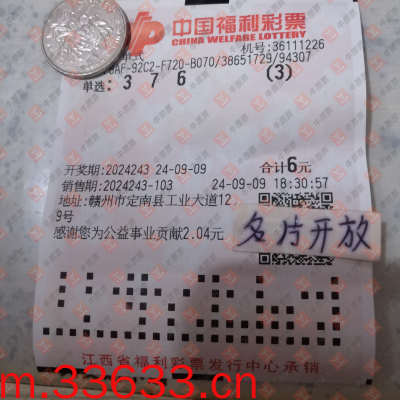 中国福利彩票
CHINA WELFARE LOTTERY
机号:36111226
-92C2-F720-B070/38651729/94307
单选: 3 7 6 (3)
开奖期:2024243 24-09-09 合计6元
销售期:2024243-103 24-09-09 18:30:57
地址:赣州市定南县工业大道12
9号
感谢您为公益事业贡献2.04元
名片开放
江西省福利彩票发行中心承销
m.33633.cn